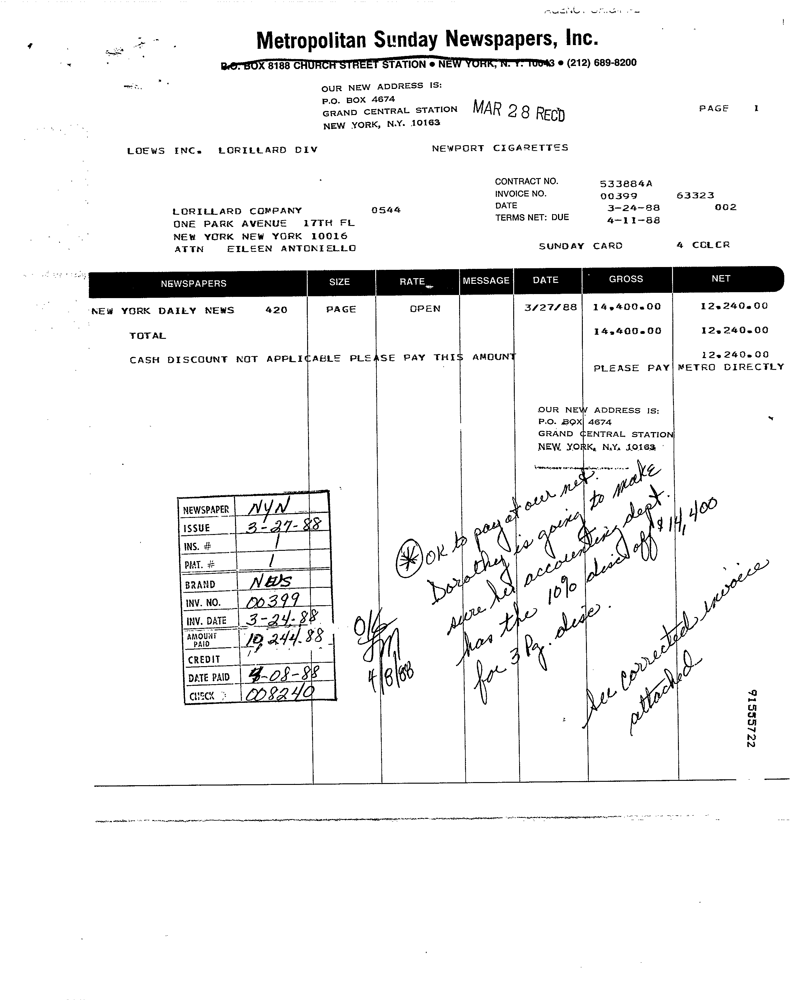 Metropolitan Sunday Newspapers, Inc.
P.O. BOX 8188 CHURCH STREET STATION • NEW YORK, N. Y. 10043 • (212) 689-8200
OUR NEW ADDRESS IS:
P.O. BOX 4674
GRAND CENTRAL STATION
NEW YORK, N.Y. 10163
MAR 28 REC'D
PAGE 1
LOEWS INC. LORILLARD DIV NEWPORT CIGARETTES
CONTRACT NO. 533884A
INVOICE NO. 00399 63323
DATE 3-24-88 002
TERMS NET: DUE 4-11-88
LORILLARD COMPANY 0544
ONE PARK AVENUE 17TH FL
NEW YORK NEW YORK 10016
ATTN EILEEN ANTONIELLO
SUNDAY CARD 4 COLOR
NEWSPAPERS SIZE RATE MESSAGE DATE GROSS NET
NEW YORK DAILY NEWS 420 PAGE OPEN 3/27/88 14,400.00 12,240.00
TOTAL 14,400.00 12,240.00
CASH DISCOUNT NOT APPLICABLE PLEASE PAY THIS AMOUNT 12,240.00
PLEASE PAY METRO DIRECTLY
OUR NEW ADDRESS IS:
P.O. BOX 4674
GRAND CENTRAL STATION
NEW YORK, N.Y. 10163
NEWSPAPER NYN
ISSUE 3-27-88
INS. # 1
PMT. # 1
BRAND NEWS
INV. NO. 00399
INV. DATE 3-24-88
AMOUNT PAID 10,244.88
CREDIT
DATE PAID 4-08-88
CHECK 008240
OK
4/8/88
* OK to pay at our net.
Dorothy is going to make
sure her accounting dept.
has the 10% disc off $14,400
for 3 Pg. disc.
See corrected invoice
attached
91555722